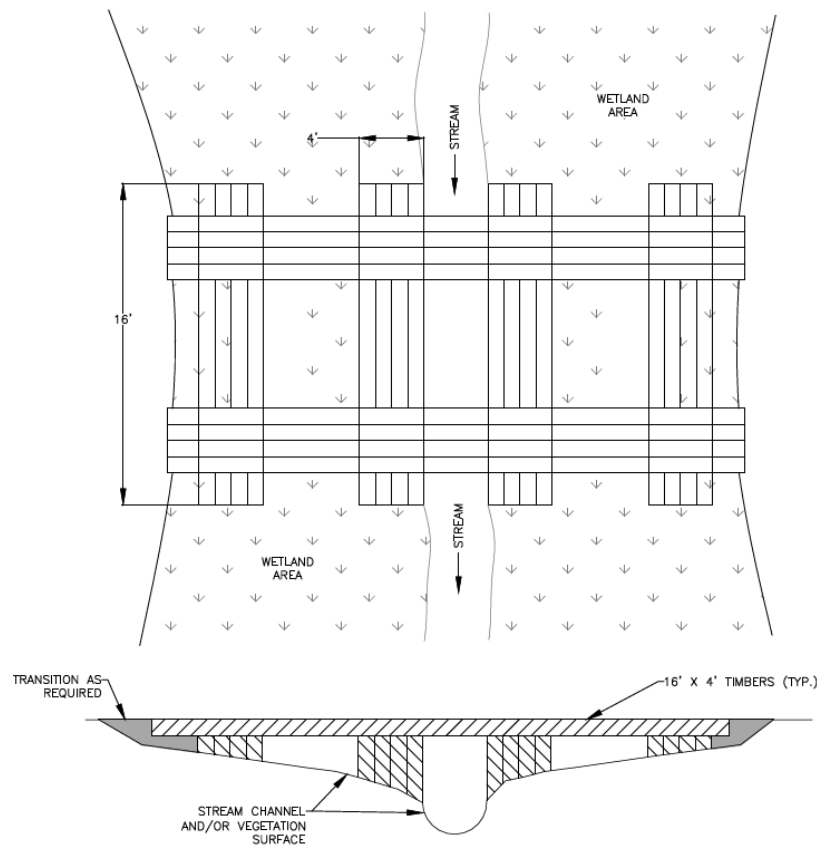 WETLAND
AREA
STREAM
4'
16'
STREAM
WETLAND
AREA
TRANSITION AS
REQUIRED
16' X 4' TIMBERS (TYP.)
STREAM CHANNEL
AND/OR VEGETATION
SURFACE